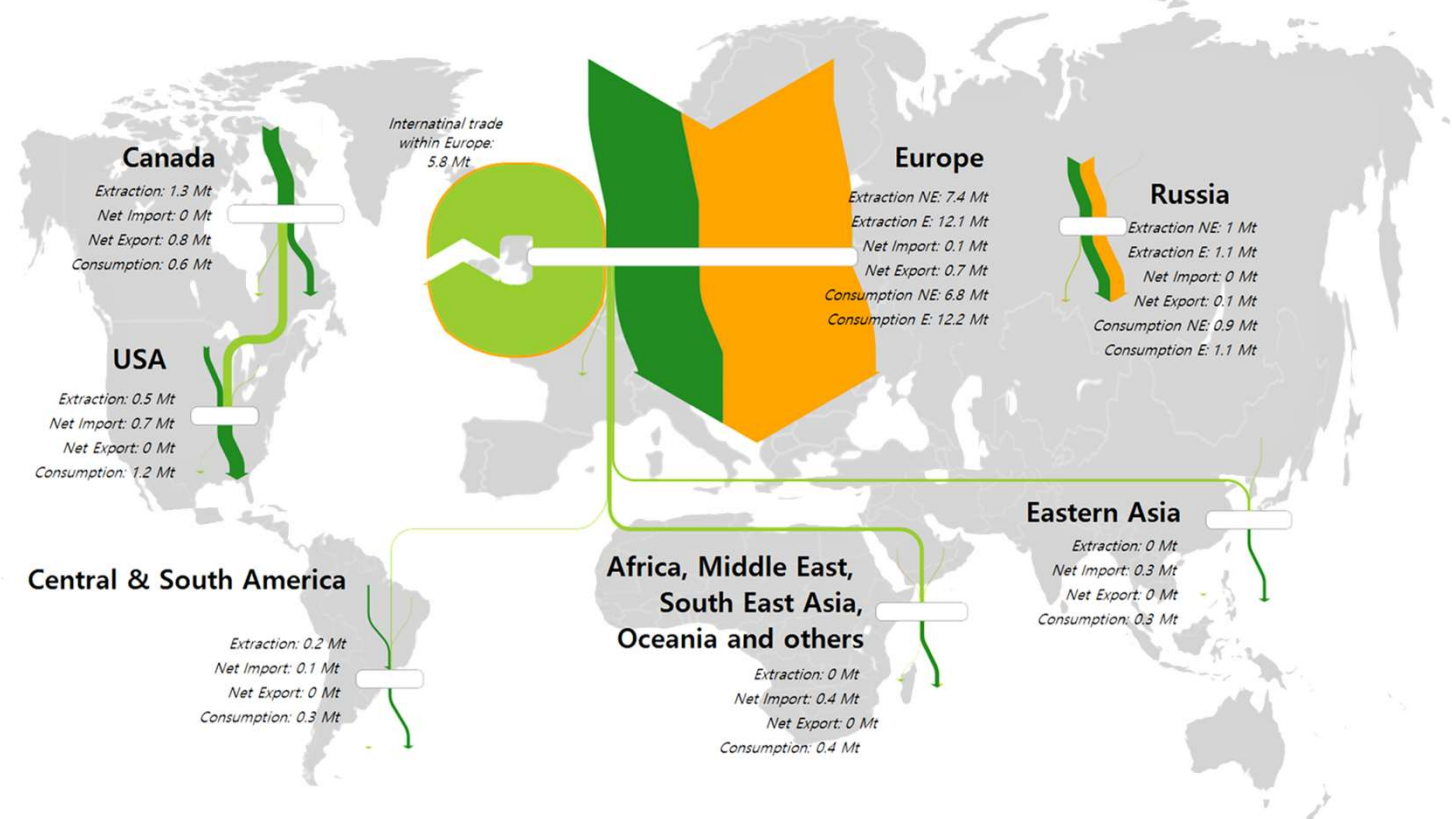 Internatinal trade
within Europe:
5.8 Mt
Canada
Extraction: 1.3 Mt
Net Import: 0 Mt
Net Export: 0.8 Mt
Consumption: 0.6 Mt
Europe
Extraction NE: 7.4 Mt
Extraction E: 12.1 Mt
Net Import: 0.1 Mt
Net Export: 0.7 Mt
Consumption NE: 6.8 Mt
Consumption E: 12.2 Mt
Russia
Extraction NE: 1 Mt
Extraction E: 1.1 Mt
Net Import: 0 Mt
Net Export: 0.1 Mt
Consumption NE: 0.9 Mt
Consumption E: 1.1 Mt
USA
Extraction: 0.5 Mt
Net Import: 0.7 Mt
Net Export: 0 Mt
Consumption: 1.2 Mt
Eastern Asia
Extraction: 0 Mt
Net Import: 0.3 Mt
Net Export: 0 Mt
Consumption: 0.3 Mt
Central & South America
Extraction: 0.2 Mt
Net Import: 0.1 Mt
Net Export: 0 Mt
Consumption: 0.3 Mt
Africa, Middle East,
South East Asia,
Oceania and others
Extraction: 0 Mt
Net Import: 0.4 Mt
Net Export: 0 Mt
Consumption: 0.4 Mt